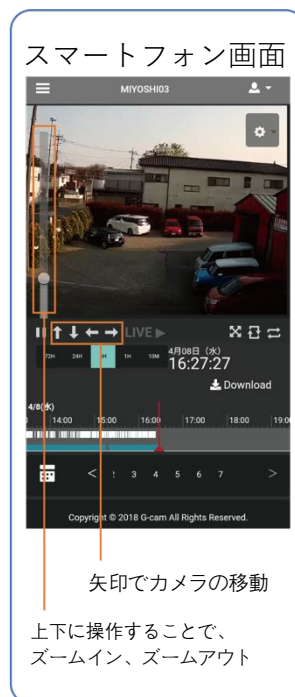 スマートフォン画面
MIYOSHI03
LIVE
72H 24H 1H 10M
4月08日（水）
16:27:27
Download
4/8(水)
14:00 15:00 16:00 17:00 18:00 19:0
< 3 4 5 6 7 >
Copyright © 2018 G-cam All Rights Reserved.
矢印でカメラの移動
上下に操作することで、
ズームイン、ズームアウト